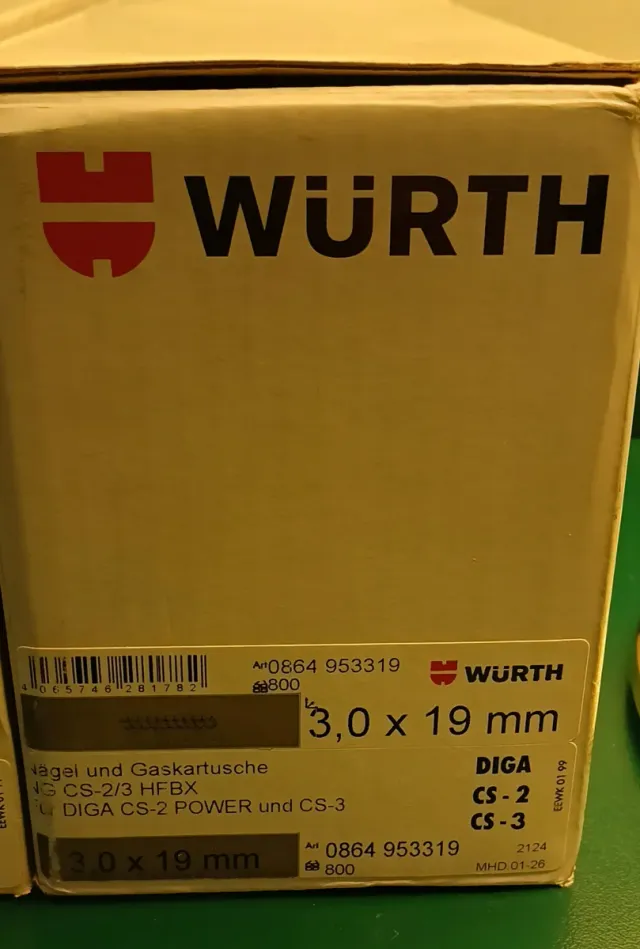 WÜRTH
Art 0864 953319
800
WÜRTH
4 065746 281782
3,0 x 19 mm
Nägel und Gaskartusche
NG CS-2/3 HFBX
FÜ DIGA CS-2 POWER und CS-3
DIGA
CS - 2
CS - 3
EEWK 01 99
3,0 x 19 mm
Art 0864 953319
800
2124
MHD 01-26